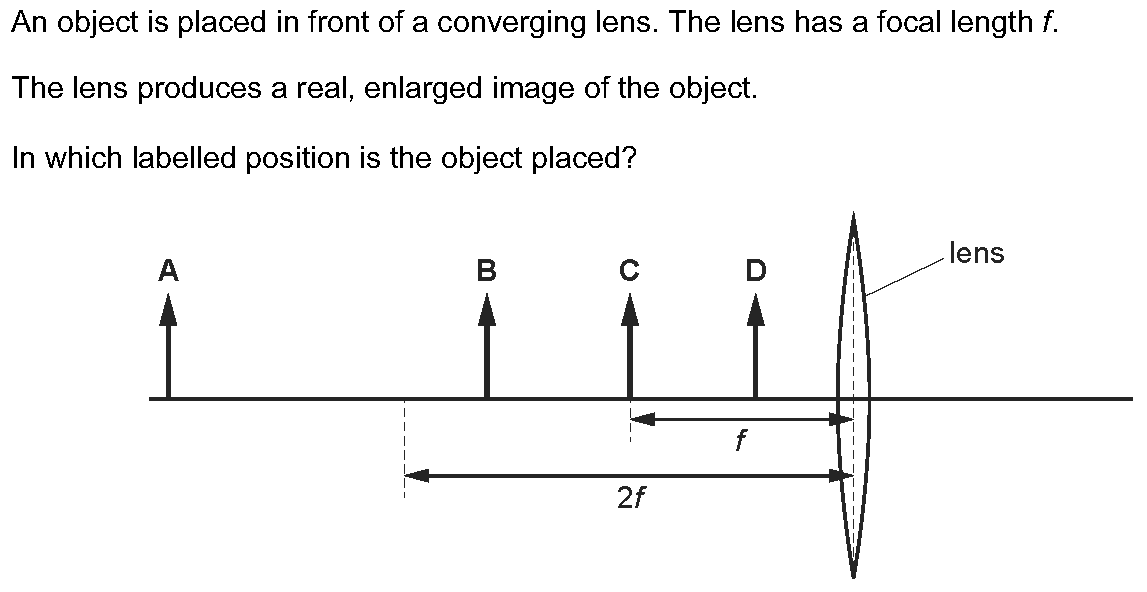 An object is placed in front of a converging lens. The lens has a focal length f.
The lens produces a real, enlarged image of the object.
In which labelled position is the object placed?
A
B
C
D
lens
f
2f